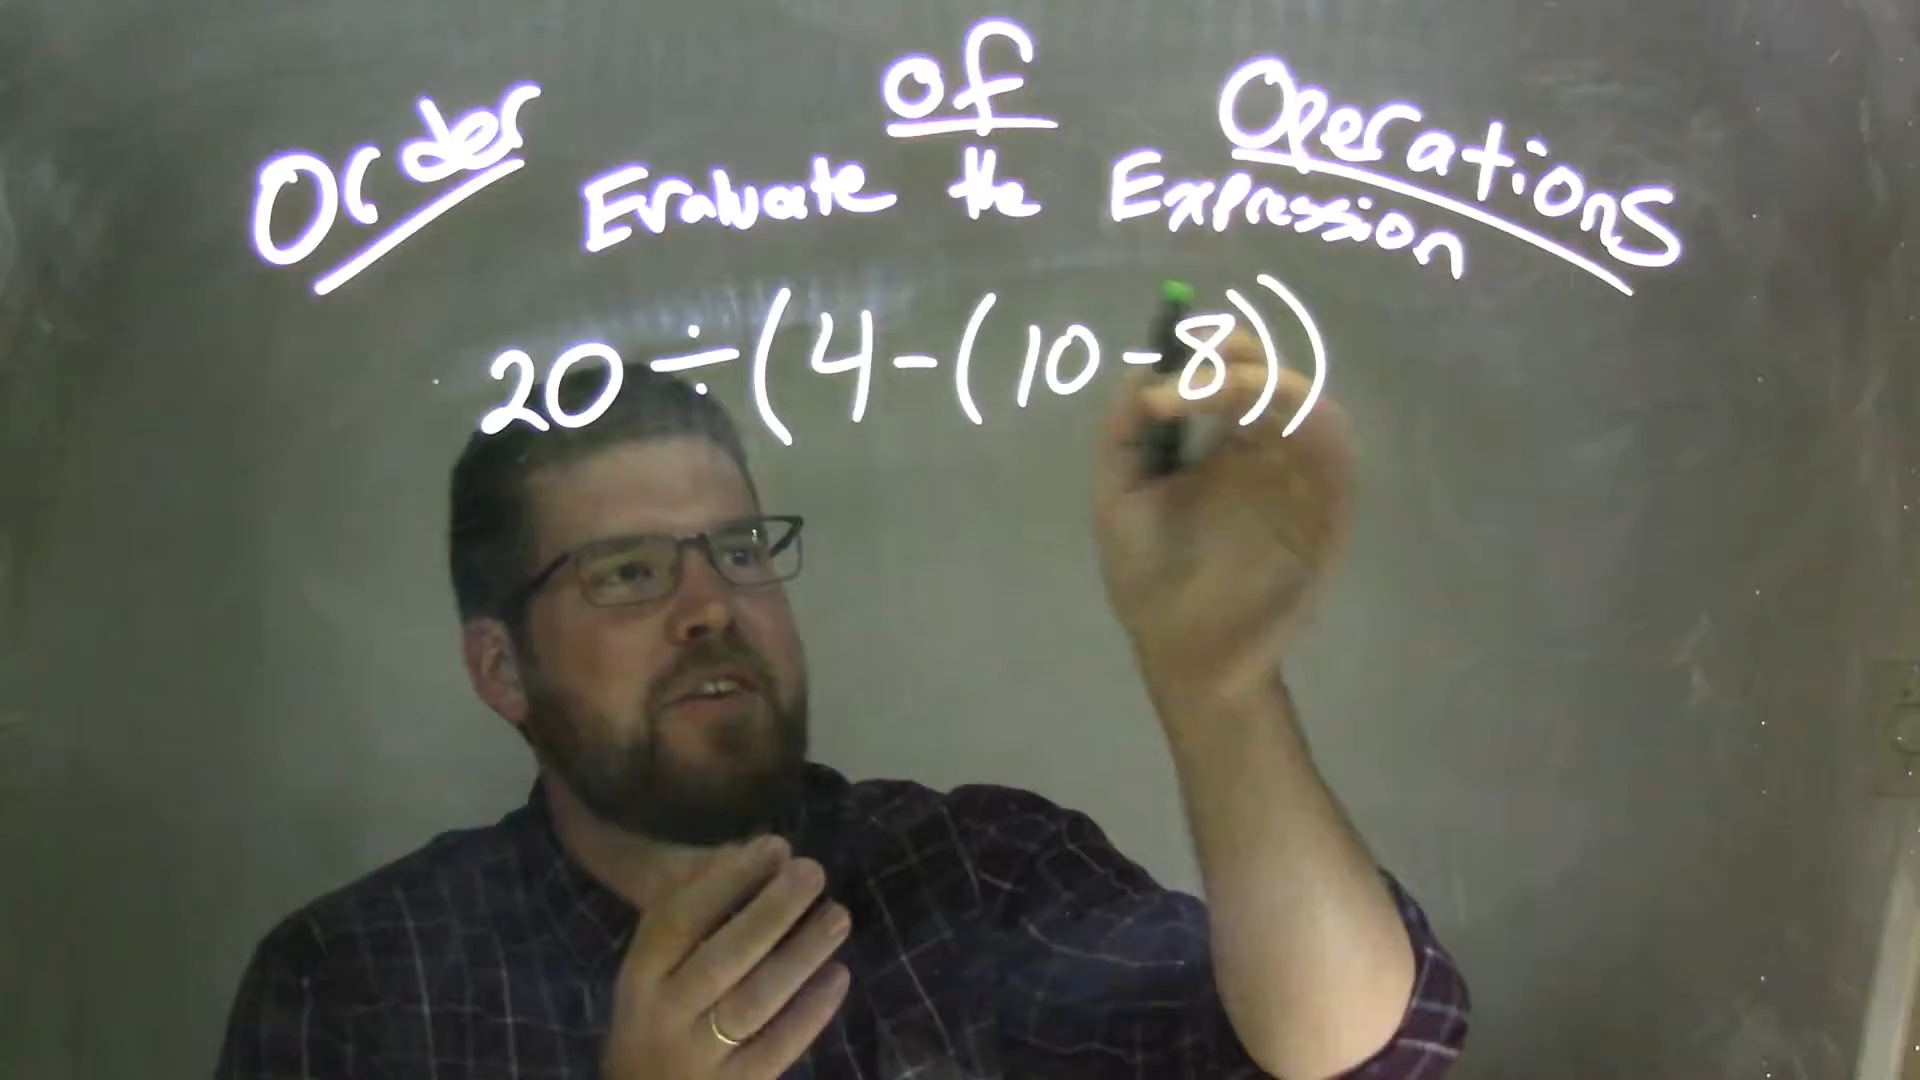 Order of Operations
Evaluate the Expression
20 ÷ (4 - (10 - 8))